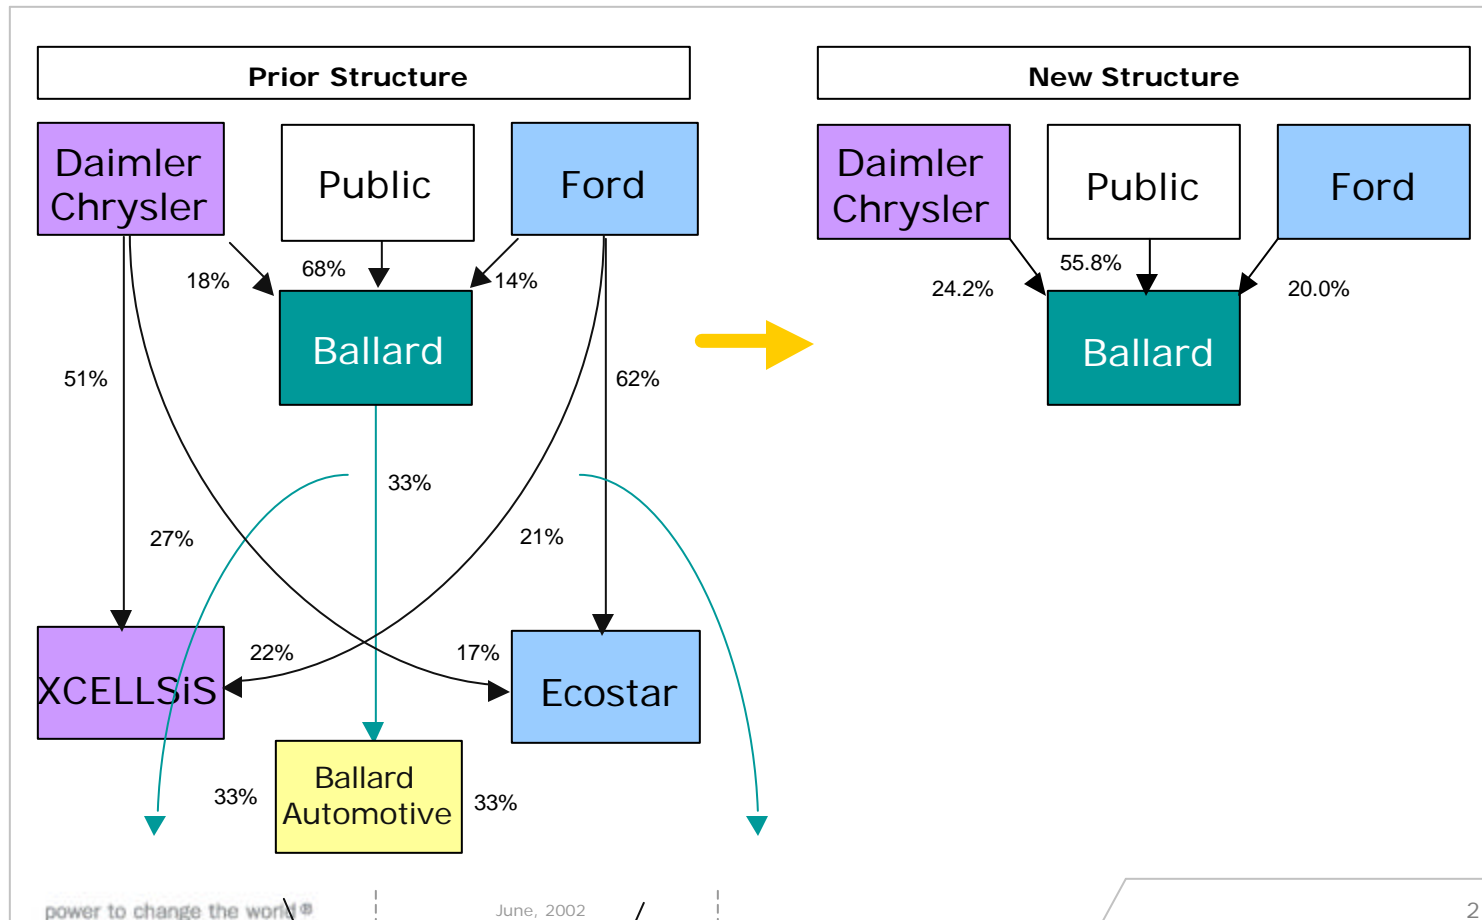 Prior Structure
New Structure
Daimler
Chrysler
Public
Ford
Daimler
Chrysler
Public
Ford
18%
68%
14%
24.2%
55.8%
20.0%
Ballard
Ballard
51%
62%
33%
27%
21%
22%
17%
XCELLSiS
Ecostar
Ballard
Automotive
33%
33%
power to change the world®
June, 2002
2